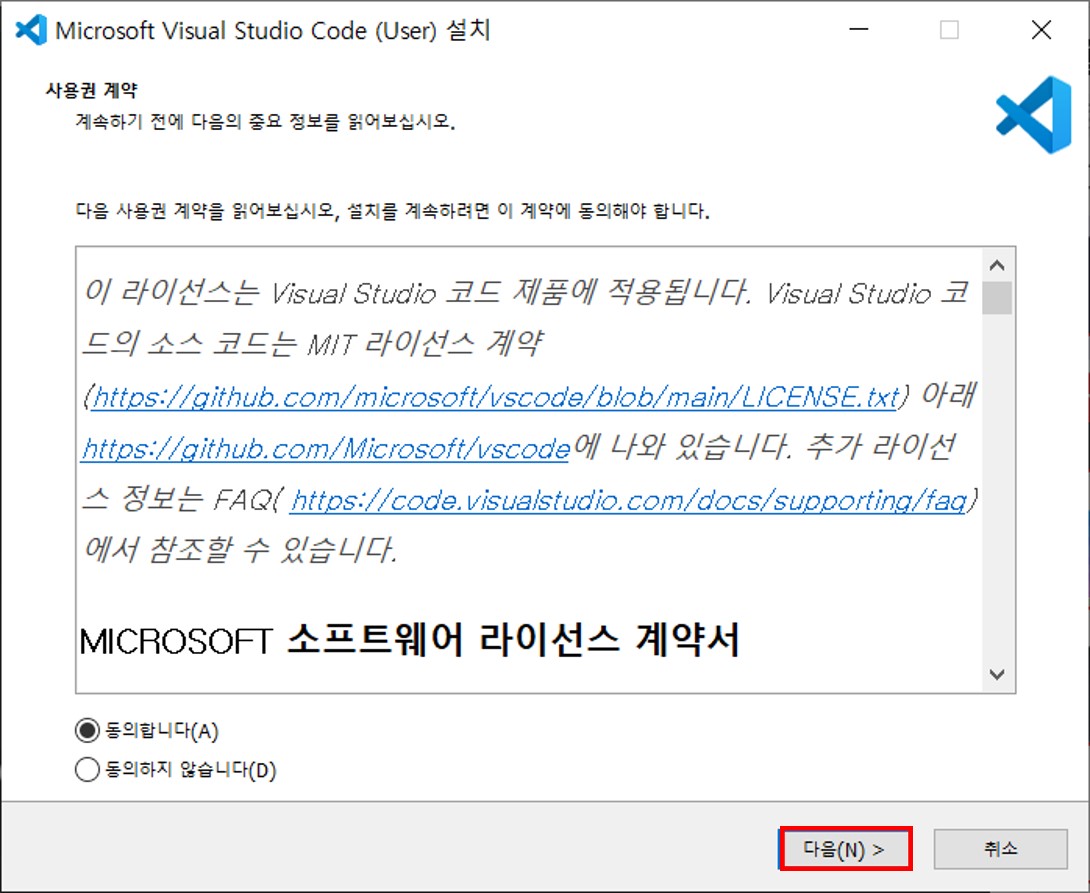 Microsoft Visual Studio Code (User) 설치
사용권 계약
계속하기 전에 다음의 중요 정보를 읽어보십시오.
다음 사용권 계약을 읽어보십시오, 설치를 계속하려면 이 계약에 동의해야 합니다.
이 라이선스는 Visual Studio 코드 제품에 적용됩니다. Visual Studio 코
드의 소스 코드는 MIT 라이선스 계약
(https://github.com/microsoft/vscode/blob/main/LICENSE.txt) 아래
https://github.com/Microsoft/vscode에 나와 있습니다. 추가 라이선
스 정보는 FAQ( https://code.visualstudio.com/docs/supporting/faq)
에서 참조할 수 있습니다.
MICROSOFT 소프트웨어 라이선스 계약서
동의합니다(A)
동의하지 않습니다(D)
다음(N) >
취소